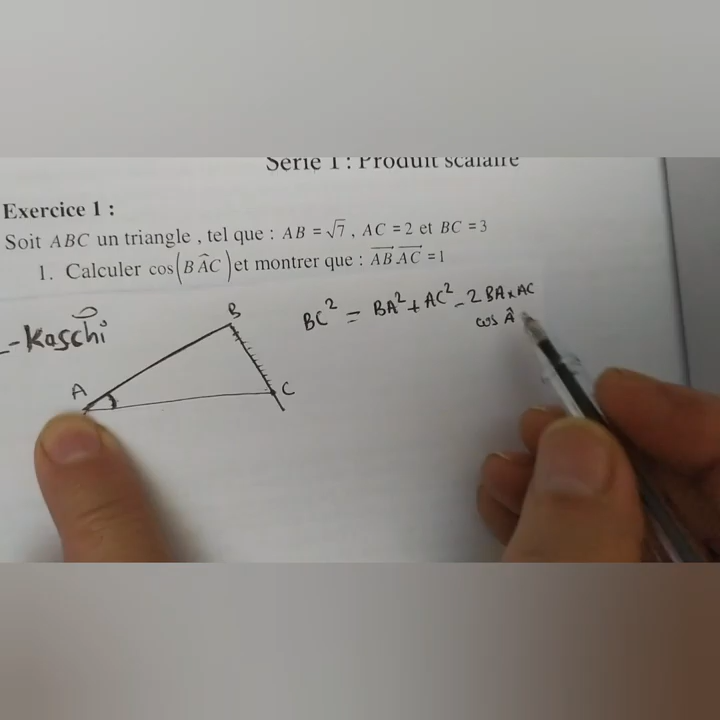 Serie 1 : Produit scalaire
Exercice 1 :
Soit ABC un triangle , tel que : AB = √7 , AC = 2 et BC = 3
1. Calculer cos(BÂC) et montrer que : AB⃗.AC⃗ = 1
-Kaschi
BC² = BA² + AC² - 2 BA × AC
cos Â
B
A
C